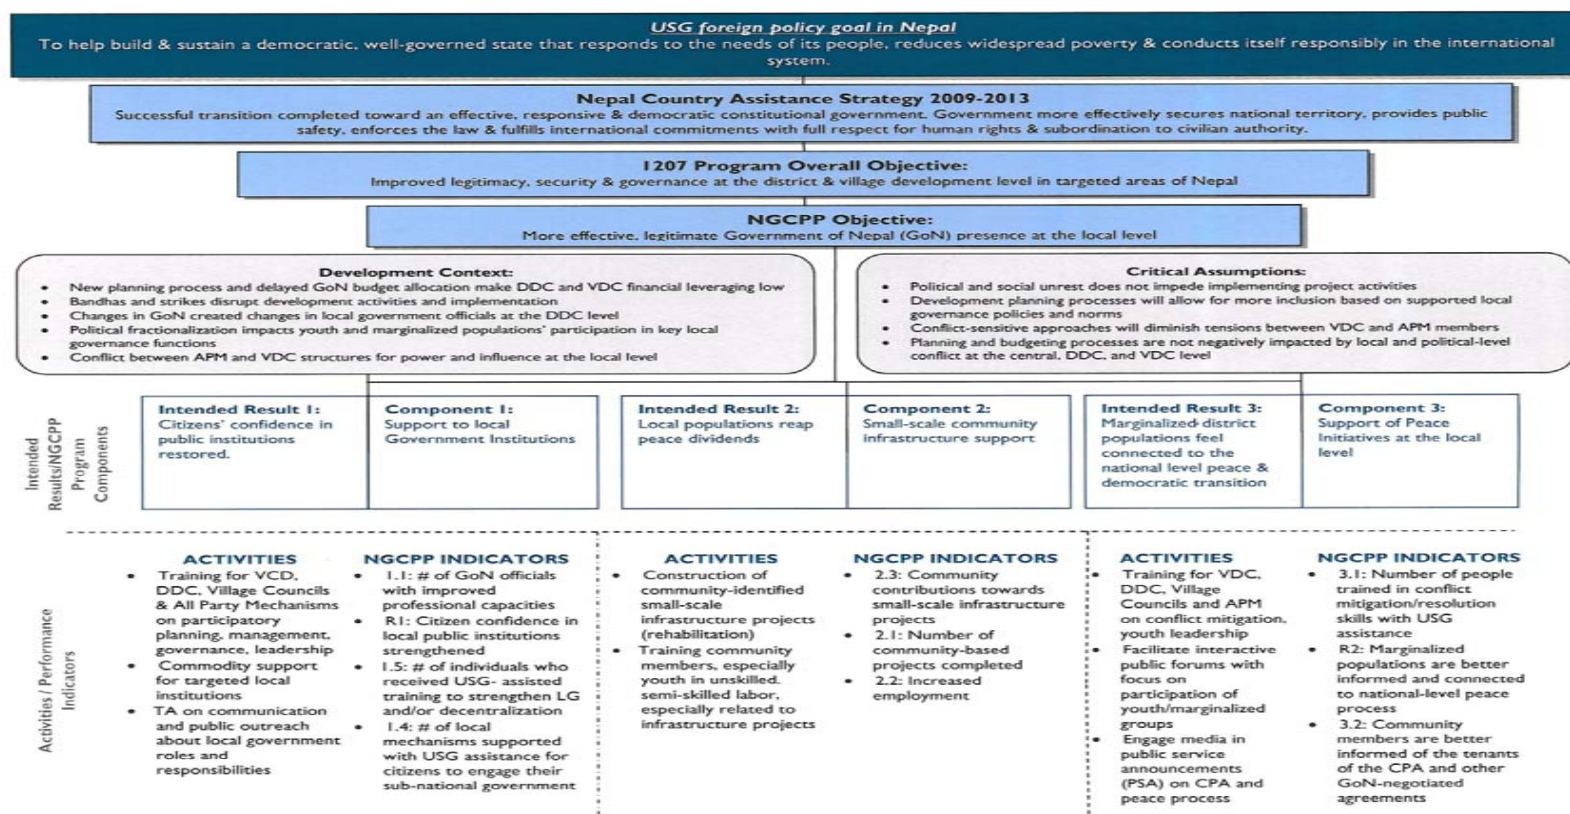 USG foreign policy goal in Nepal
To help build & sustain a democratic, well-governed state that responds to the needs of its people, reduces widespread poverty & conducts itself responsibly in the international
system.
Nepal Country Assistance Strategy 2009-2013
Successful transition completed toward an effective, responsive & democratic constitutional government. Government more effectively secures national territory, provides public
safety, enforces the law & fulfills international commitments with full respect for human rights & subordination to civilian authority.
1207 Program Overall Objective:
Improved legitimacy, security & governance at the district & village development level in targeted areas of Nepal
NGCPP Objective:
More effective, legitimate Government of Nepal (GoN) presence at the local level
Development Context:
• New planning process and delayed GoN budget allocation make DDC and VDC financial leveraging low
• Bandhas and strikes disrupt development activities and implementation
• Changes in GoN created changes in local government officials at the DDC level
• Political fractionalization impacts youth and marginalized populations' participation in key local
governance functions
• Conflict between APM and VDC structures for power and influence at the local level
Critical Assumptions:
• Political and social unrest does not impede implementing project activities
• Development planning processes will allow for more inclusion based on supported local
governance policies and norms
• Conflict-sensitive approaches will diminish tensions between VDC and APM members
• Planning and budgeting processes are not negatively impacted by local and political-level
conflict at the central, DDC, and VDC level
Intended
Results/NGCPP
Program
Components
Intended Result 1:
Citizens' confidence in
public institutions
restored.
Component 1:
Support to local
Government Institutions
Intended Result 2:
Local populations reap
peace dividends
Component 2:
Small-scale community
infrastructure support
Intended Result 3:
Marginalized district
populations feel
connected to the
national level peace &
democratic transition
Component 3:
Support of Peace
Initiatives at the local
level
Activities / Performance
Indicators
ACTIVITIES
• Training for VCD,
DDC, Village Councils
& All Party Mechanisms
on participatory
planning, management,
governance, leadership
• Commodity support
for targeted local
institutions
• TA on communication
and public outreach
about local government
roles and
responsibilities
NGCPP INDICATORS
• 1.1: # of GoN officials
with improved
professional capacities
• R1: Citizen confidence in
local public institutions
strengthened
• 1.5: # of individuals who
received USG- assisted
training to strengthen LG
and/or decentralization
• 1.4: # of local
mechanisms supported
with USG assistance for
citizens to engage their
sub-national government
ACTIVITIES
• Construction of
community-identified
small-scale
infrastructure projects
(rehabilitation)
• Training community
members, especially
youth in unskilled,
semi-skilled labor,
especially related to
infrastructure projects
NGCPP INDICATORS
• 2.3: Community
contributions towards
small-scale infrastructure
projects
• 2.1: Number of
community-based
projects completed
• 2.2: Increased
employment
ACTIVITIES
• Training for VDC,
DDC, Village
Councils and APM
on conflict mitigation,
youth leadership
• Facilitate interactive
public forums with
focus on
participation of
youth/marginalized
groups
• Engage media in
public service
announcements
(PSA) on CPA and
peace process
NGCPP INDICATORS
• 3.1: Number of people
trained in conflict
mitigation/resolution
skills with USG
assistance
• R2: Marginalized
populations are better
informed and connected
to national-level peace
process
• 3.2: Community
members are better
informed of the tenants
of the CPA and other
GoN-negotiated
agreements